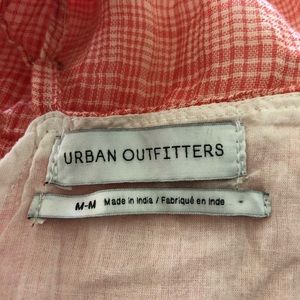 URBAN OUTFITTERS
M-M Made in India / Fabriqué en Inde